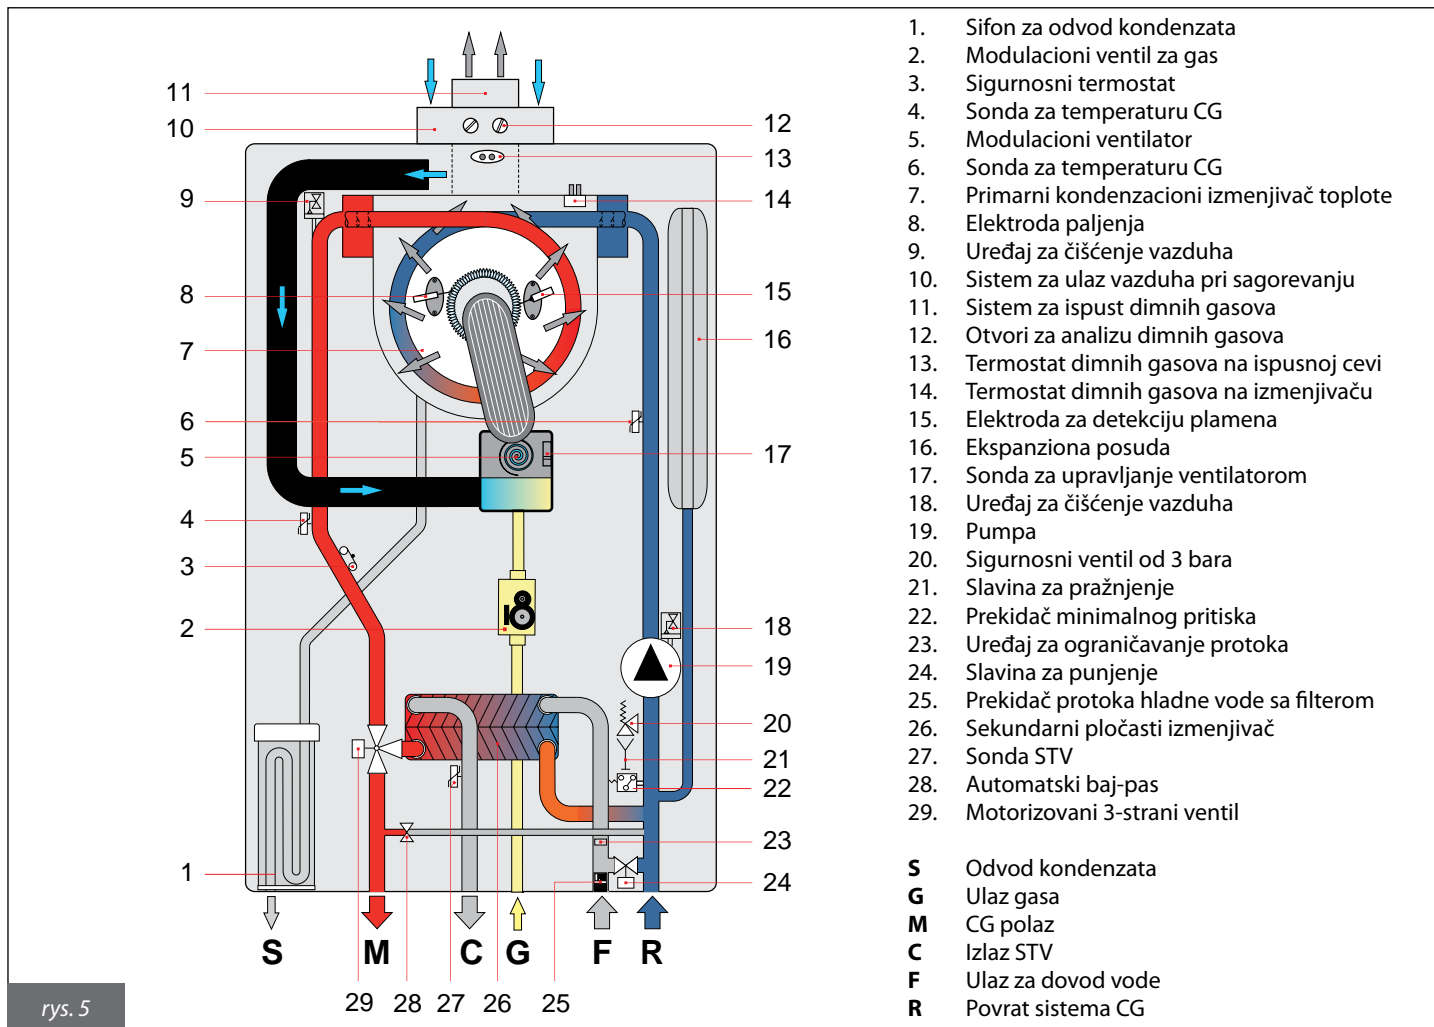 11
10
9
8
7
6
5
4
3
2
1
12
13
14
15
16
17
18
19
20
21
22
23
24
S M C G F R
29 28 27 26 25
18
rys. 5
1. Sifon za odvod kondenzata
2. Modulacioni ventil za gas
3. Sigurnosni termostat
4. Sonda za temperaturu CG
5. Modulacioni ventilator
6. Sonda za temperaturu CG
7. Primarni kondenzacioni izmenjivač toplote
8. Elektroda paljenja
9. Uređaj za čišćenje vazduha
10. Sistem za ulaz vazduha pri sagorevanju
11. Sistem za ispust dimnih gasova
12. Otvori za analizu dimnih gasova
13. Termostat dimnih gasova na ispusnoj cevi
14. Termostat dimnih gasova na izmenjivaču
15. Elektroda za detekciju plamena
16. Ekspanziona posuda
17. Sonda za upravljanje ventilatorom
18. Uređaj za čišćenje vazduha
19. Pumpa
20. Sigurnosni ventil od 3 bara
21. Slavina za pražnjenje
22. Prekidač minimalnog pritiska
23. Uređaj za ograničavanje protoka
24. Slavina za punjenje
25. Prekidač protoka hladne vode sa filterom
26. Sekundarni pločasti izmenjivač
27. Sonda STV
28. Automatski baj-pas
29. Motorizovani 3-strani ventil
S Odvod kondenzata
G Ulaz gasa
M CG polaz
C Izlaz STV
F Ulaz za dovod vode
R Povrat sistema CG